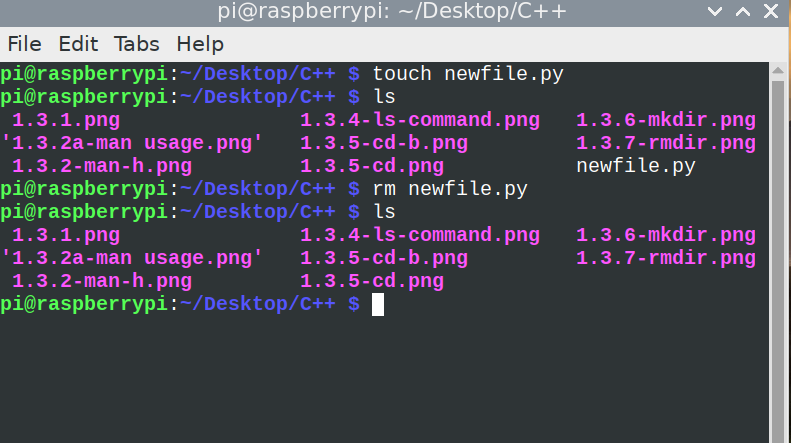 pi@raspberrypi: ~/Desktop/C++
File Edit Tabs Help
pi@raspberrypi:~/Desktop/C++ $ touch newfile.py
pi@raspberrypi:~/Desktop/C++ $ ls
1.3.1.png 1.3.4-ls-command.png 1.3.6-mkdir.png
'1.3.2a-man usage.png' 1.3.5-cd-b.png 1.3.7-rmdir.png
1.3.2-man-h.png 1.3.5-cd.png newfile.py
pi@raspberrypi:~/Desktop/C++ $ rm newfile.py
pi@raspberrypi:~/Desktop/C++ $ ls
1.3.1.png 1.3.4-ls-command.png 1.3.6-mkdir.png
'1.3.2a-man usage.png' 1.3.5-cd-b.png 1.3.7-rmdir.png
1.3.2-man-h.png 1.3.5-cd.png
pi@raspberrypi:~/Desktop/C++ $